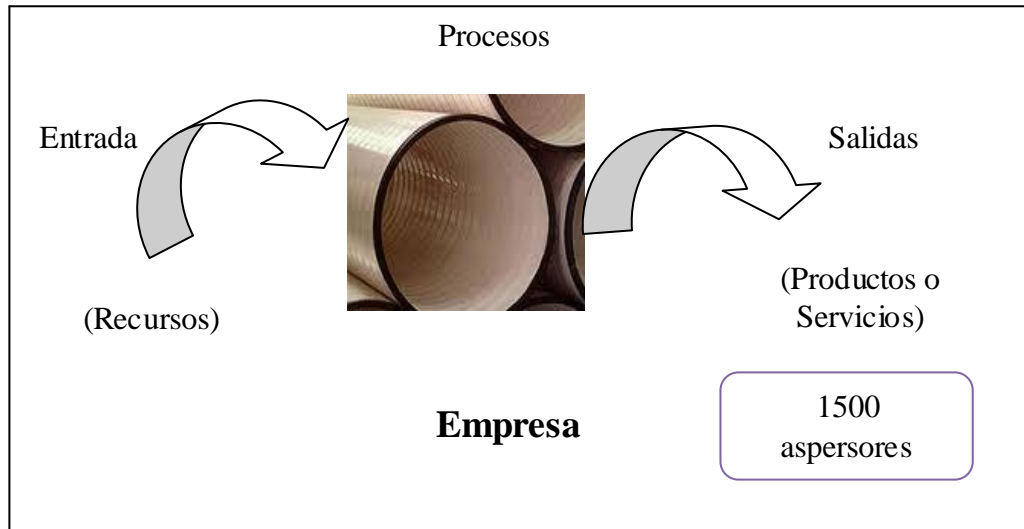 Procesos
Entrada
Salidas
(Recursos)
(Productos o
Servicios)
Empresa
1500
aspersores